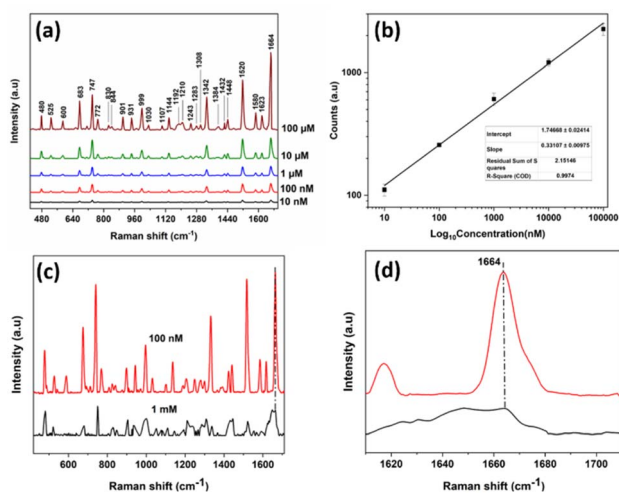 (a)
480
525
600
683
747
772
830
844
901
931
999
1030
1107
1144
1192
1210
1243
1283
1308
1342
1384
1432
1448
1520
1580
1623
1664
100 µM
10 µM
1 µM
100 nM
10 nM
Intensity (a.u)
480 600 720 840 960 1080 1200 1320 1440 1560
Raman shift (cm-1)
(b)
Counts (a.u)
1000
100
Intercept 1.74668 ± 0.02414
Slope 0.33107 ± 0.00975
Residual Sum of S
quares 2.15146
R-Square (COD) 0.9974
10 100 1000 10000 100000
Log10Concentration(nM)
(c)
100 nM
1 mM
Intensity (a.u)
600 800 1000 1200 1400 1600
Raman shift (cm-1)
(d)
1664
Intensity (a.u)
1620 1640 1660 1680 1700
Raman shift (cm-1)